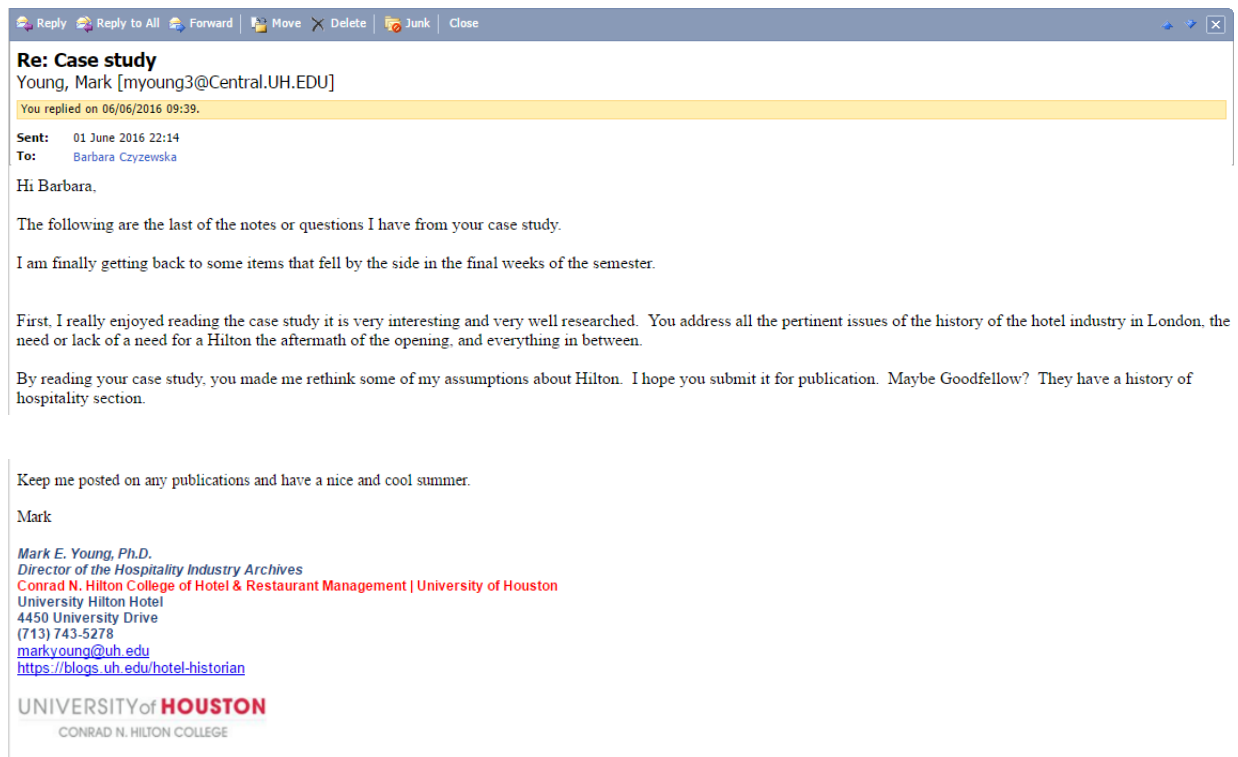 Reply Reply to All Forward Move Delete Junk Close
Re: Case study
Young, Mark [myoung3@Central.UH.EDU]
You replied on 06/06/2016 09:39.
Sent: 01 June 2016 22:14
To: Barbara Czyzewska
Hi Barbara,
The following are the last of the notes or questions I have from your case study.
I am finally getting back to some items that fell by the side in the final weeks of the semester.
First, I really enjoyed reading the case study it is very interesting and very well researched.  You address all the pertinent issues of the history of the hotel industry in London, the
need or lack of a need for a Hilton the aftermath of the opening, and everything in between.
By reading your case study, you made me rethink some of my assumptions about Hilton.  I hope you submit it for publication.  Maybe Goodfellow?  They have a history of
hospitality section.
Keep me posted on any publications and have a nice and cool summer.
Mark
Mark E. Young, Ph.D.
Director of the Hospitality Industry Archives
Conrad N. Hilton College of Hotel & Restaurant Management | University of Houston
University Hilton Hotel
4450 University Drive
(713) 743-5278
markyoung@uh.edu
https://blogs.uh.edu/hotel-historian
UNIVERSITY of HOUSTON
CONRAD N. HILTON COLLEGE